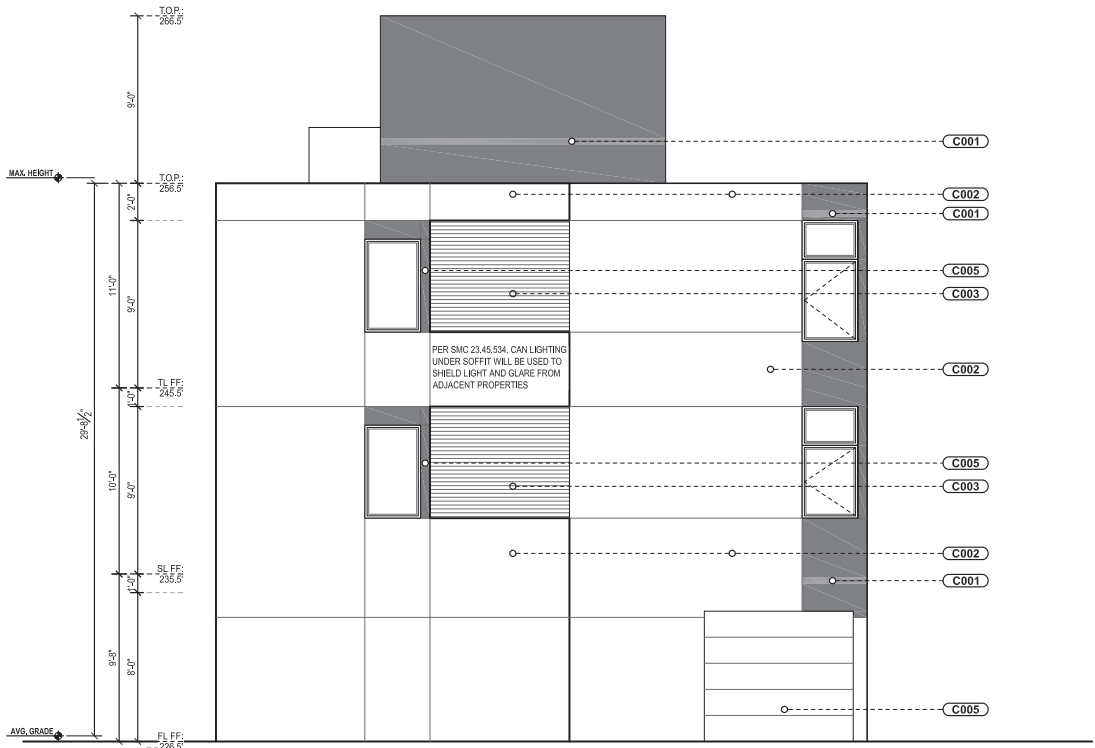 T.O.P.:
266.5'
9'-0"
C001
MAX. HEIGHT
T.O.P.:
256.5'
2'-0"
C002
C001
11'-0"
9'-0"
C005
C003
PER SMC 23.45.534, CAN LIGHTING
UNDER SOFFIT WILL BE USED TO
SHIELD LIGHT AND GLARE FROM
ADJACENT PROPERTIES
C002
TL FF:
245.5'
1'-0"
29'-8 1/2"
C005
10'-0"
9'-0"
C003
C002
SL FF:
235.5'
1'-0"
C001
9'-8"
8'-0"
C005
AVG. GRADE
FL FF:
226.5'